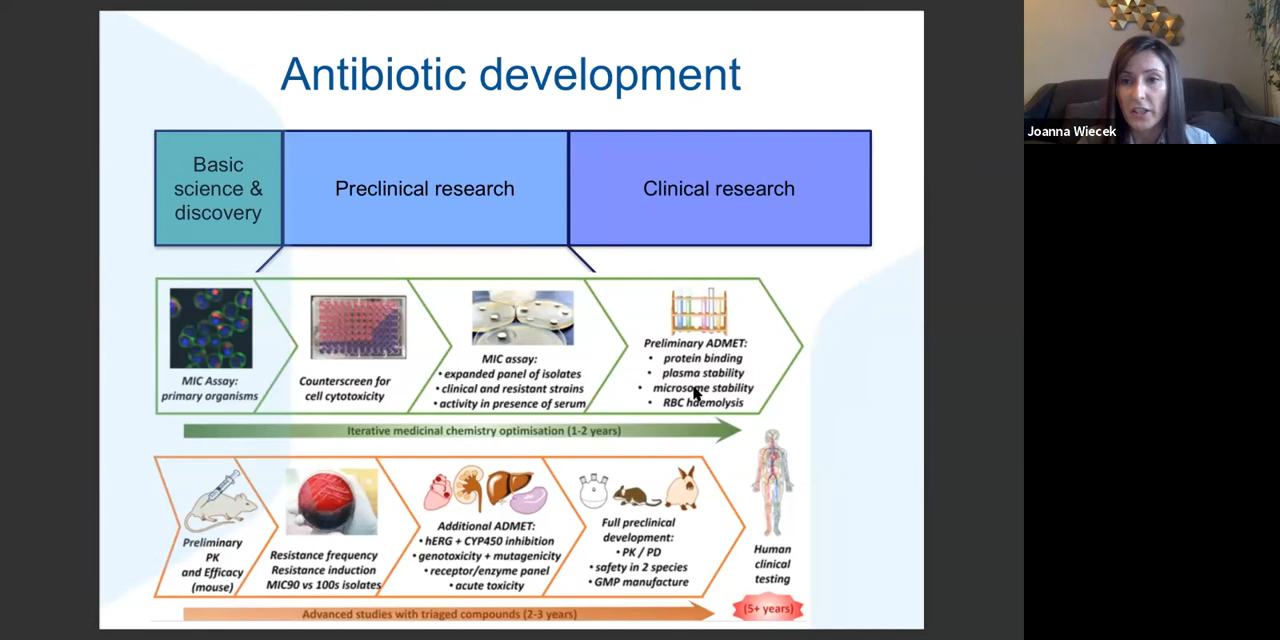 Antibiotic development
Joanna Wiecek
Basic
science &
discovery
Preclinical research
Clinical research
MIC Assay:
primary organisms
Counterscreen for
cell cytotoxicity
MIC assay:
• expanded panel of isolates
• clinical and resistant strains
• activity in presence of serum
Preliminary ADMET:
• protein binding
• plasma stability
• microsome stability
• RBC haemolysis
Iterative medicinal chemistry optimisation (1-2 years)
Preliminary
PK
and Efficacy
(mouse)
Resistance frequency
Resistance induction
MIC90 vs 100s isolates
Additional ADMET:
• hERG + CYP450 inhibition
• genotoxicity + mutagenicity
• receptor/enzyme panel
• acute toxicity
Full preclinical
development:
• PK / PD
• safety in 2 species
• GMP manufacture
Human
clinical
testing
(5+ years)
Advanced studies with triaged compounds (2-3 years)